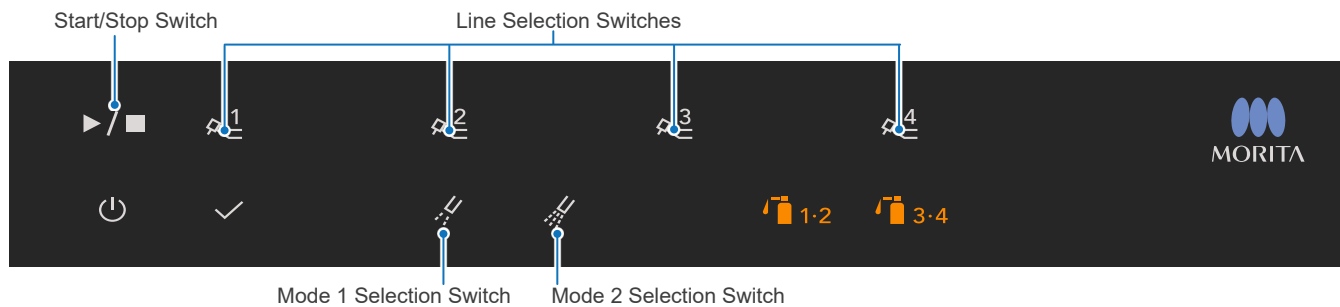 Start/Stop Switch
Line Selection Switches
1
2
3
4
MORITA
1·2
3·4
Mode 1 Selection Switch
Mode 2 Selection Switch